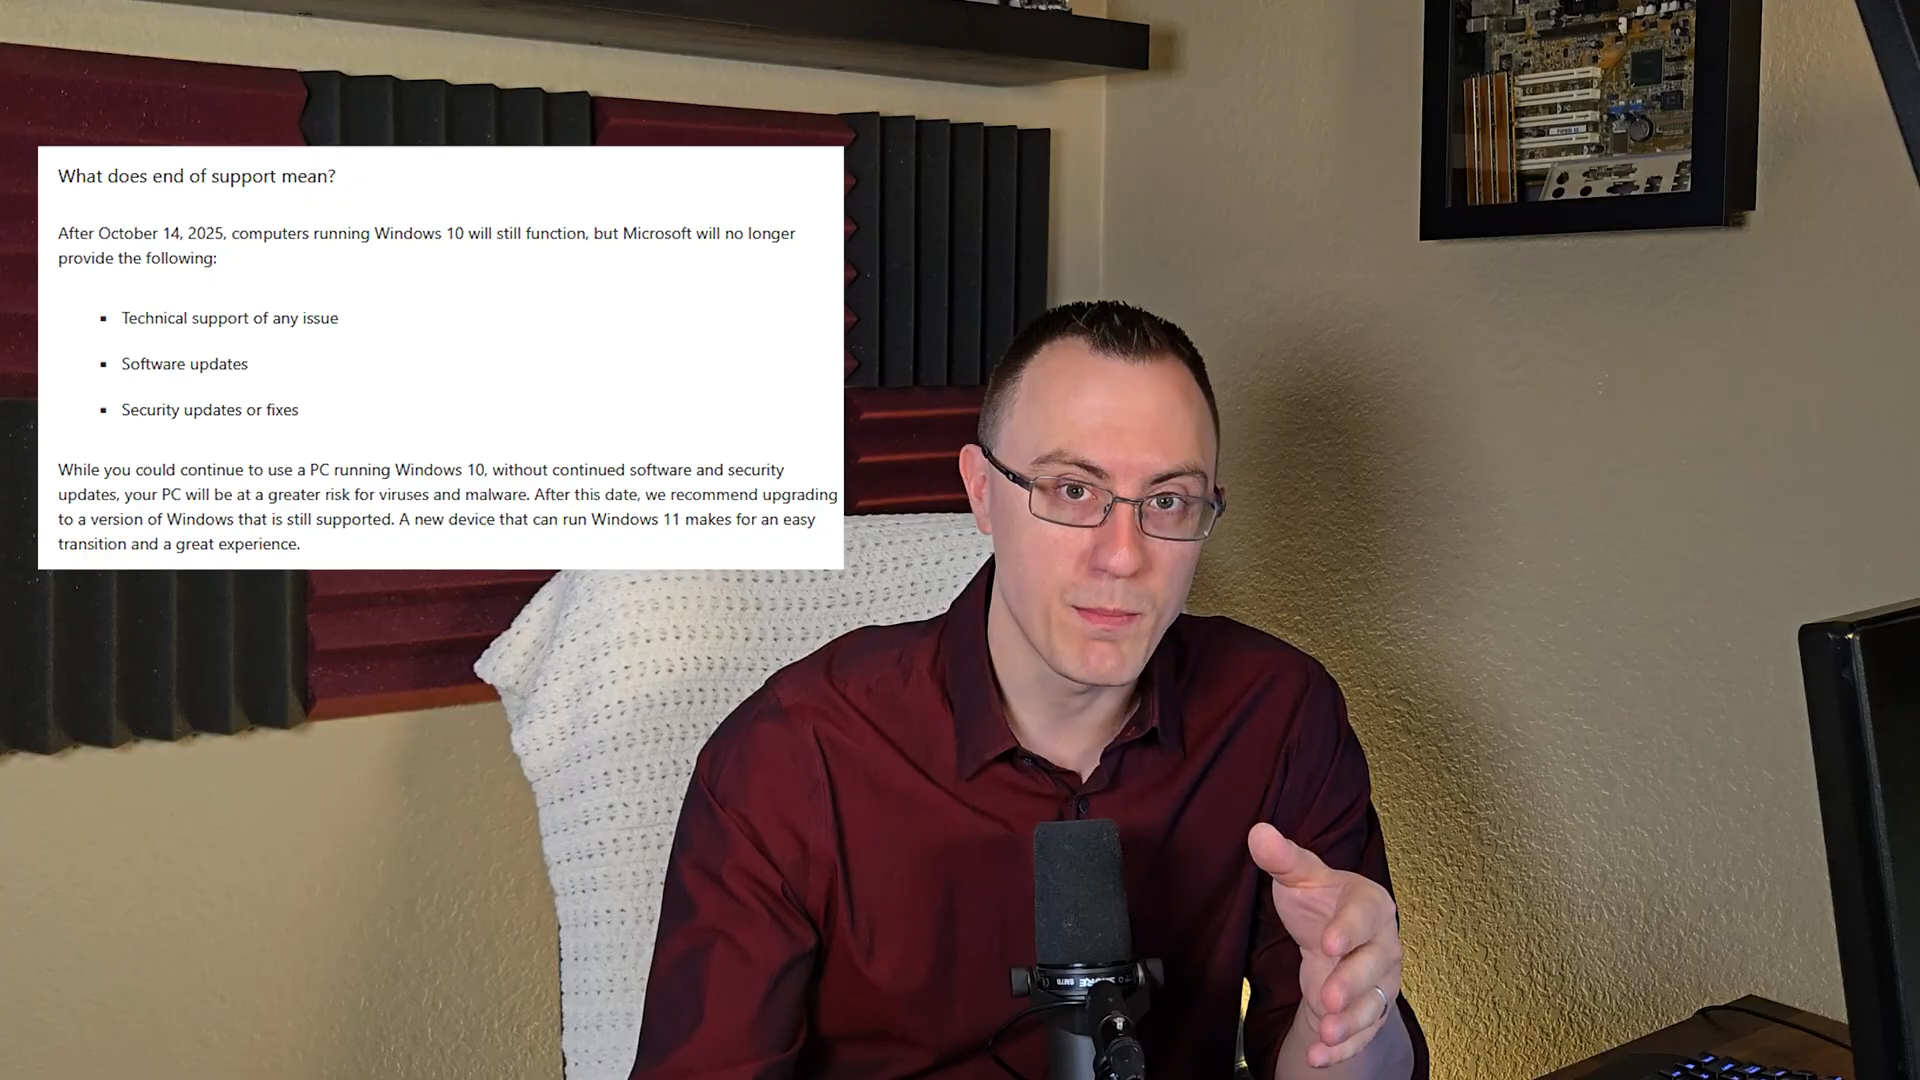 What does end of support mean?
After October 14, 2025, computers running Windows 10 will still function, but Microsoft will no longer
provide the following:
▪ Technical support of any issue
▪ Software updates
▪ Security updates or fixes
While you could continue to use a PC running Windows 10, without continued software and security
updates, your PC will be at a greater risk for viruses and malware. After this date, we recommend upgrading
to a version of Windows that is still supported. A new device that can run Windows 11 makes for an easy
transition and a great experience.
SHURE SM7B